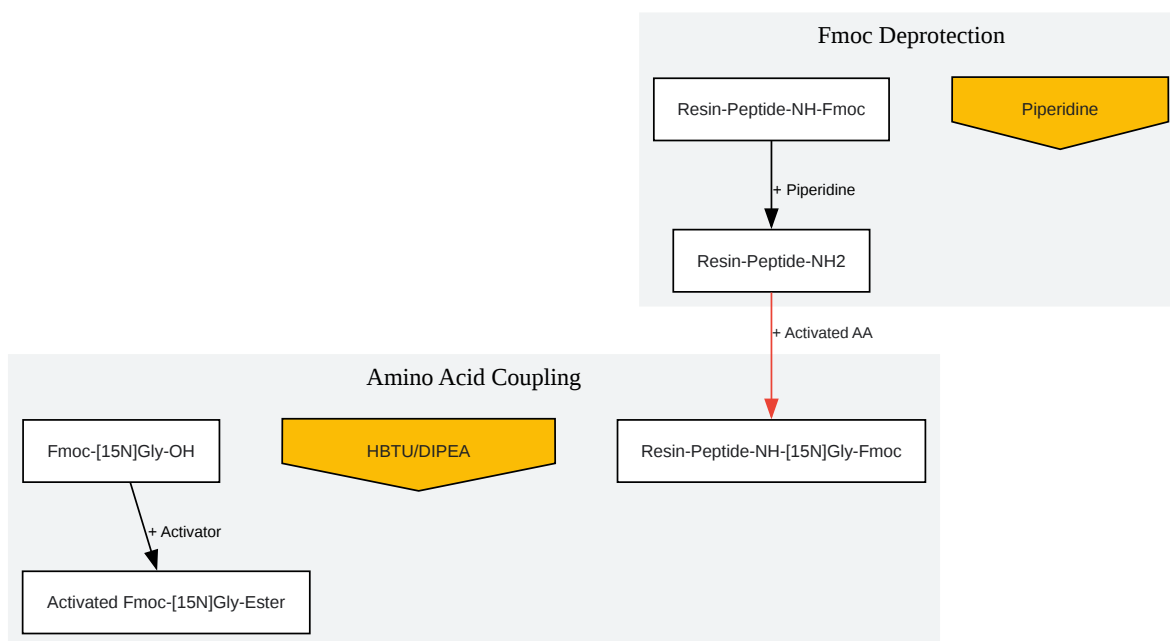 Fmoc Deprotection
Resin-Peptide-NH-Fmoc
Piperidine
+ Piperidine
Resin-Peptide-NH2
+ Activated AA
Amino Acid Coupling
Fmoc-[15N]Gly-OH
HBTU/DIPEA
Resin-Peptide-NH-[15N]Gly-Fmoc
+ Activator
Activated Fmoc-[15N]Gly-Ester